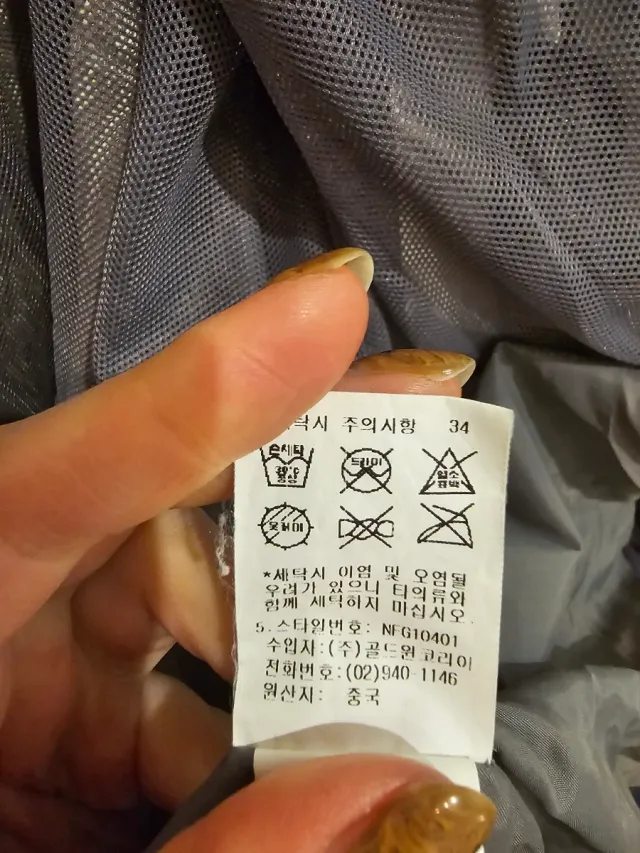 탁시 주의사항 34
손세탁
30℃
중성
드라이
염소
표백
옷걸이
*세탁시 이염 및 오염될
우려가 있으니 타의류와
함께 세탁하지 마십시오.
5.스타일번호: NFG10401
수입자:(주)골드윈코리아
전화번호:(02)940-1146
원산지: 중국